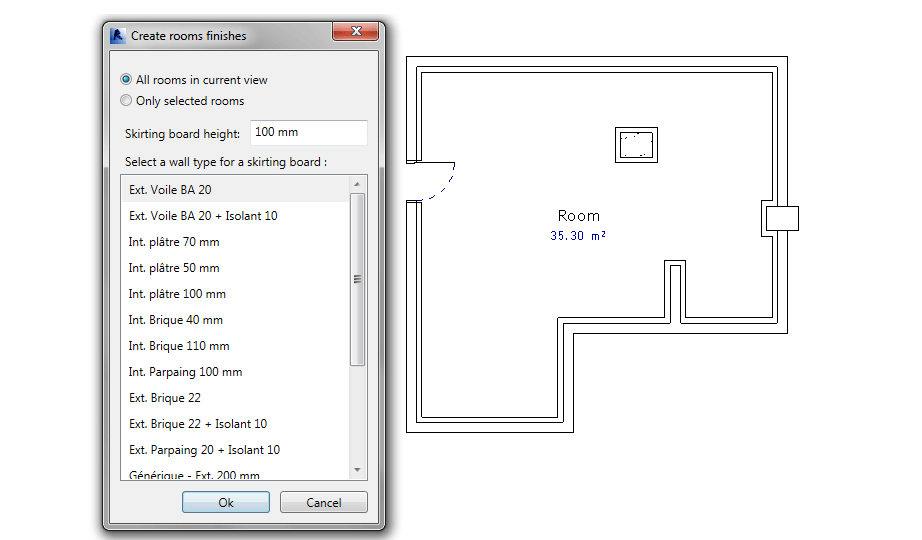 Create rooms finishes
All rooms in current view
Only selected rooms
Skirting board height: 100 mm
Select a wall type for a skirting board :
Ext. Voile BA 20
Ext. Voile BA 20 + Isolant 10
Int. plâtre 70 mm
Int. plâtre 50 mm
Int. plâtre 100 mm
Int. Brique 40 mm
Int. Brique 110 mm
Int. Parpaing 100 mm
Ext. Brique 22
Ext. Brique 22 + Isolant 10
Ext. Parpaing 20 + Isolant 10
Générique - Ext. 200 mm
Ok Cancel
Room
35.30 m²